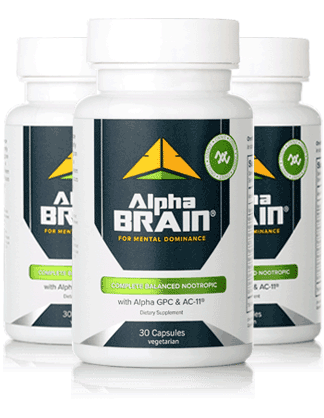 Alpha
BRAIN®
FOR MENTAL DOMINANCE
COMPLETE BALANCED NOOTROPIC
with Alpha GPC & AC-11®
Dietary Supplement
30 Capsules
vegetarian